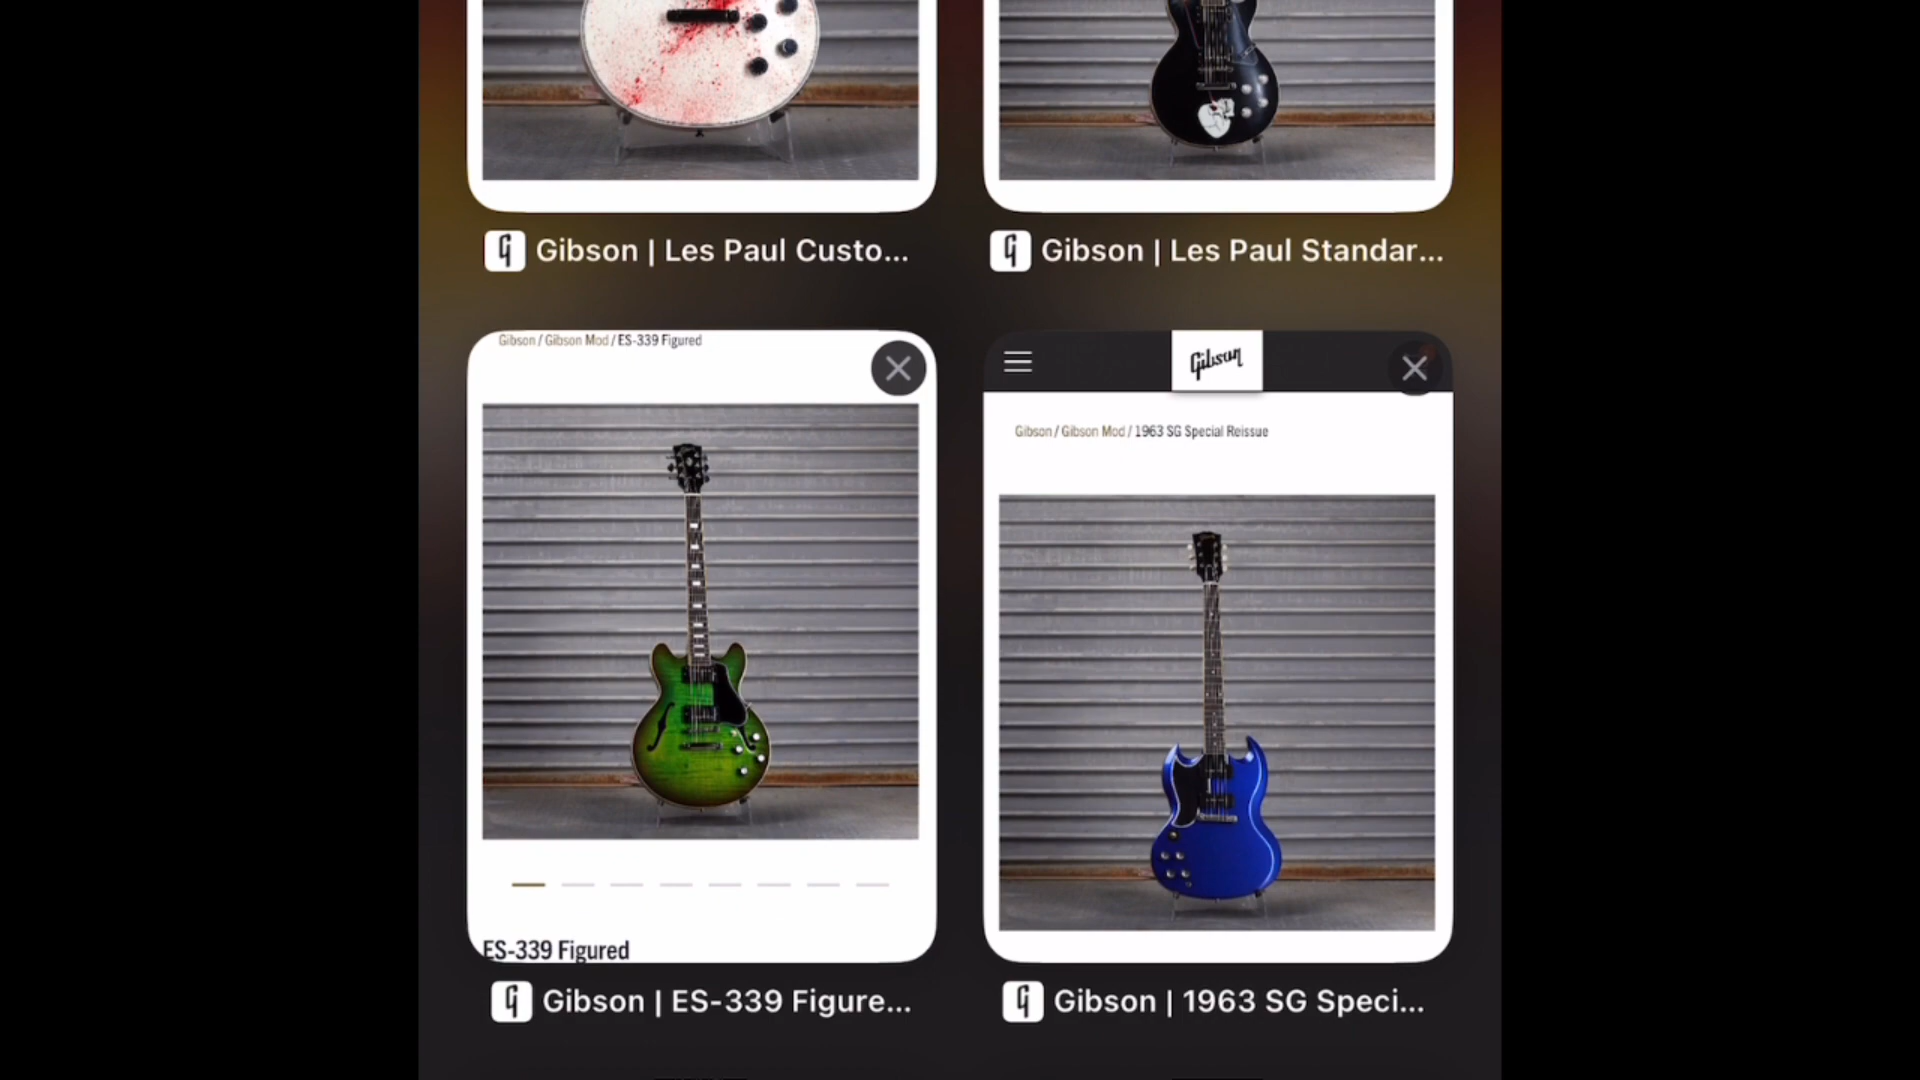 Gibson | Les Paul Custo...
Gibson | Les Paul Standar...
Gibson / Gibson Mod / ES-339 Figured
ES-339 Figured
Gibson | ES-339 Figure...
Gibson
Gibson / Gibson Mod / 1963 SG Special Reissue
Gibson | 1963 SG Speci...